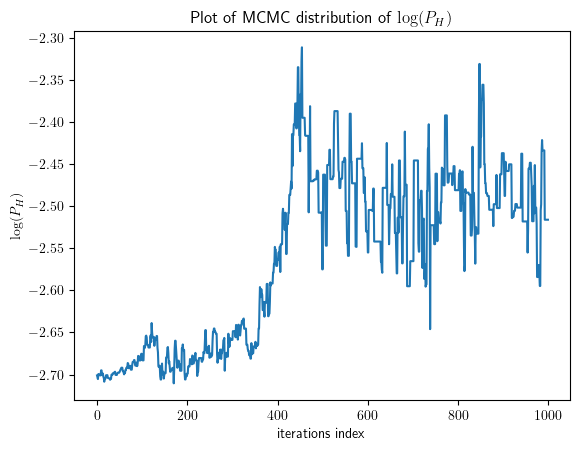 Plot of MCMC distribution of log(P_H)
−2.30
−2.35
−2.40
−2.45
−2.50
−2.55
−2.60
−2.65
−2.70
log(P_H)
0 200 400 600 800 1000
iterations index